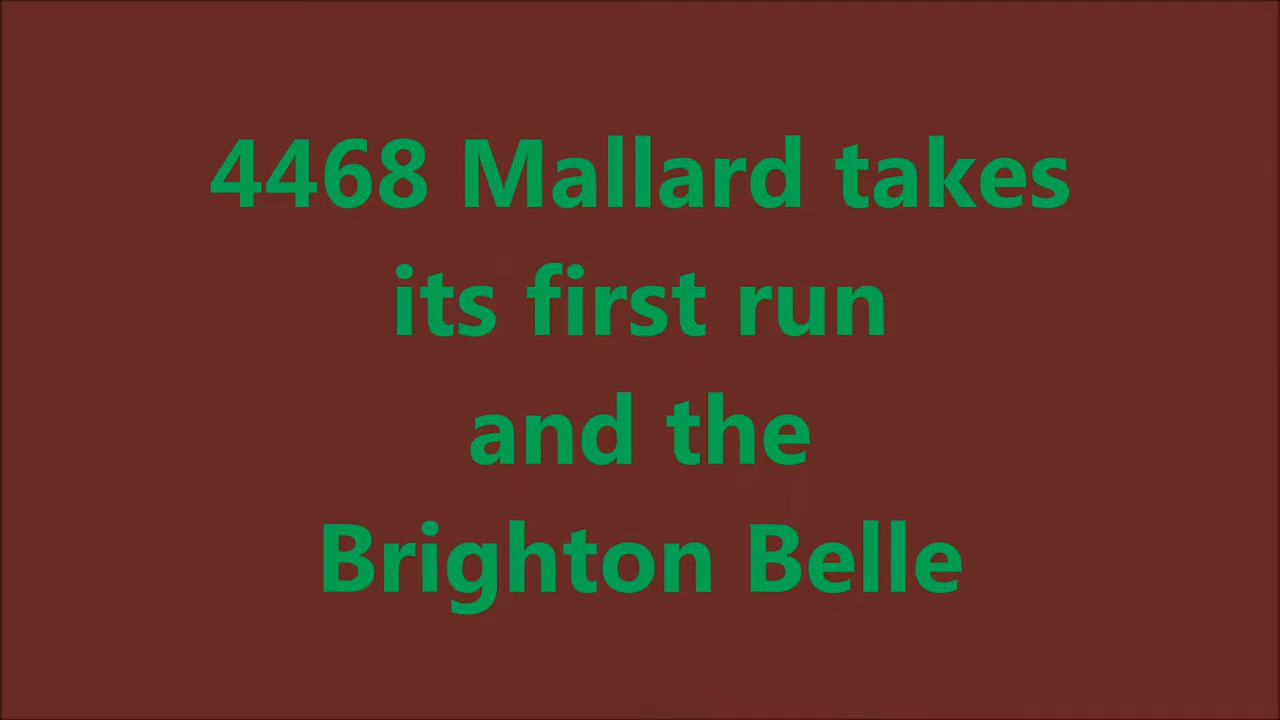 4468 Mallard takes
its first run
and the
Brighton Belle